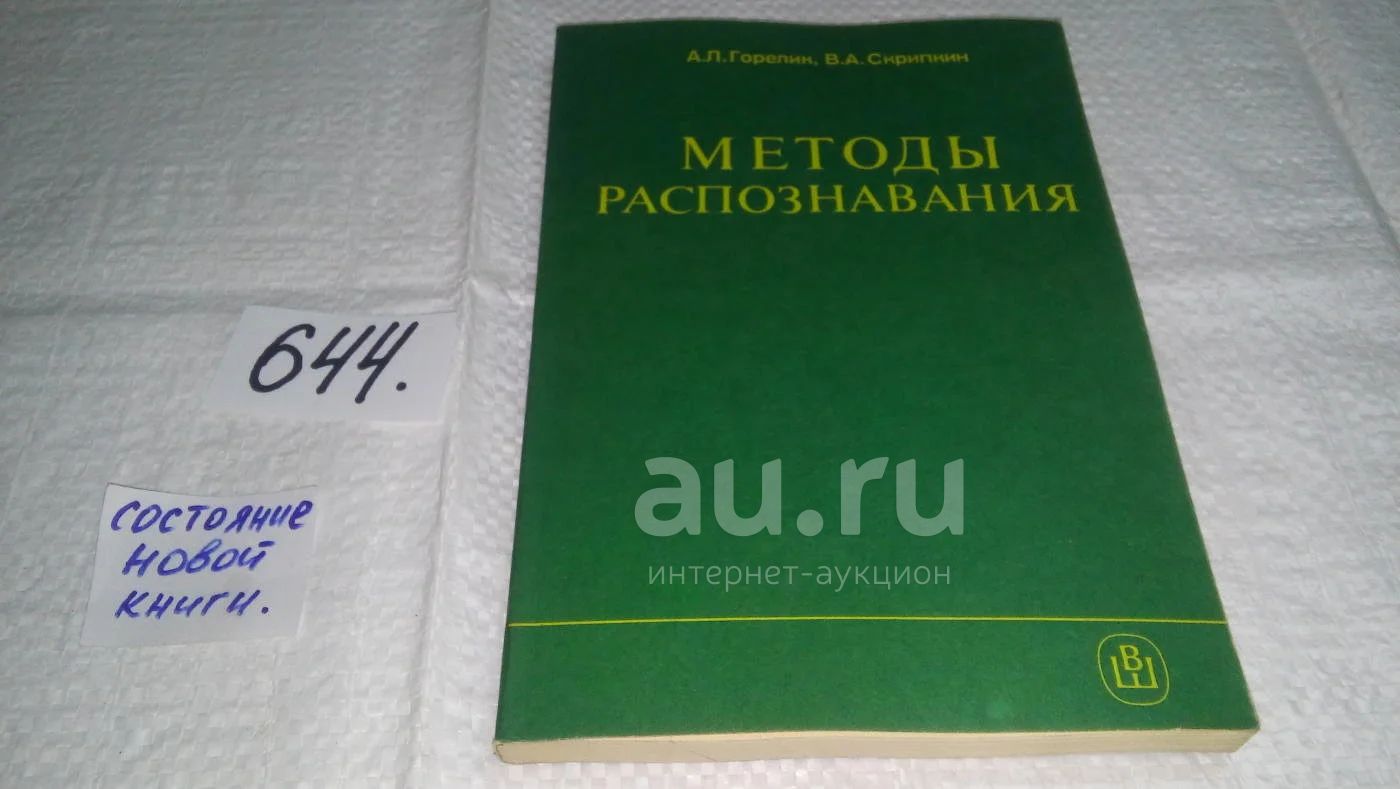 А.Л.Горелик, В.А.Скрипкин
МЕТОДЫ
РАСПОЗНАВАНИЯ
644.
состояние
новой
книги.
au.ru
интернет-аукцион
ВШ